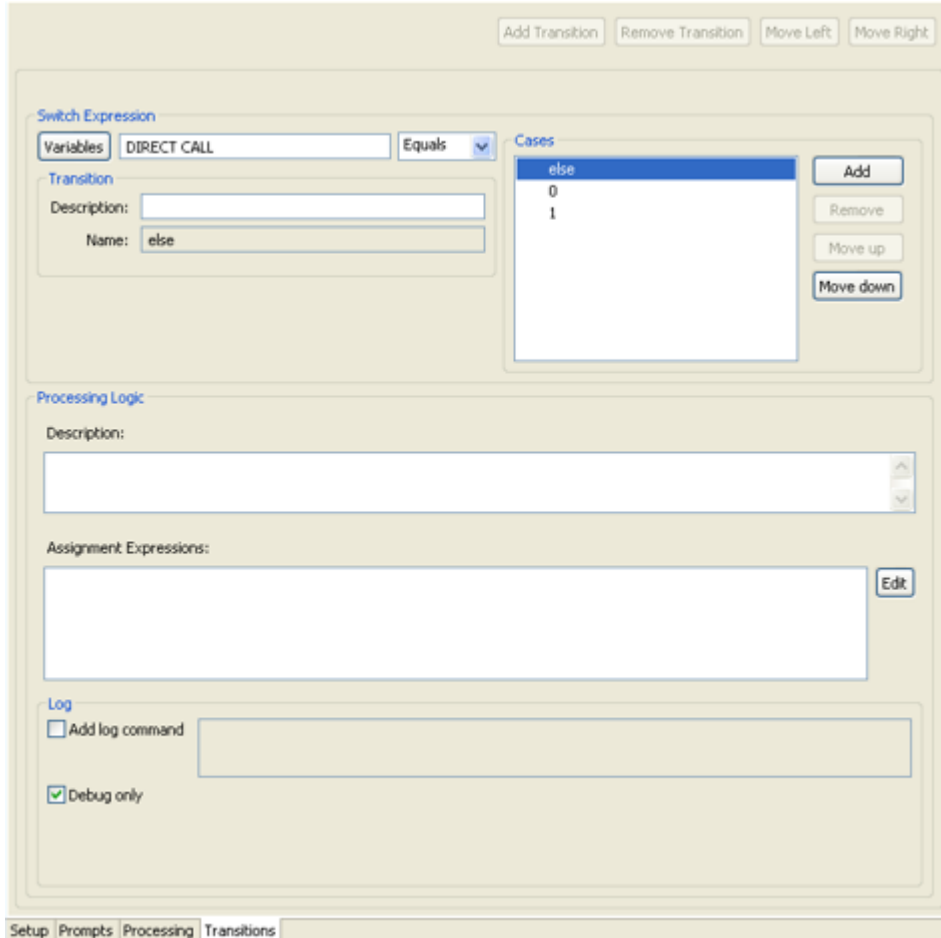 Add Transition Remove Transition Move Left Move Right
Switch Expression
Variables DIRECT CALL Equals
Transition
Description:
Name: else
Cases
else
0
1
Add
Remove
Move up
Move down
Processing Logic
Description:
Assignment Expressions:
Edit
Log
Add log command
Debug only
Setup Prompts Processing Transitions